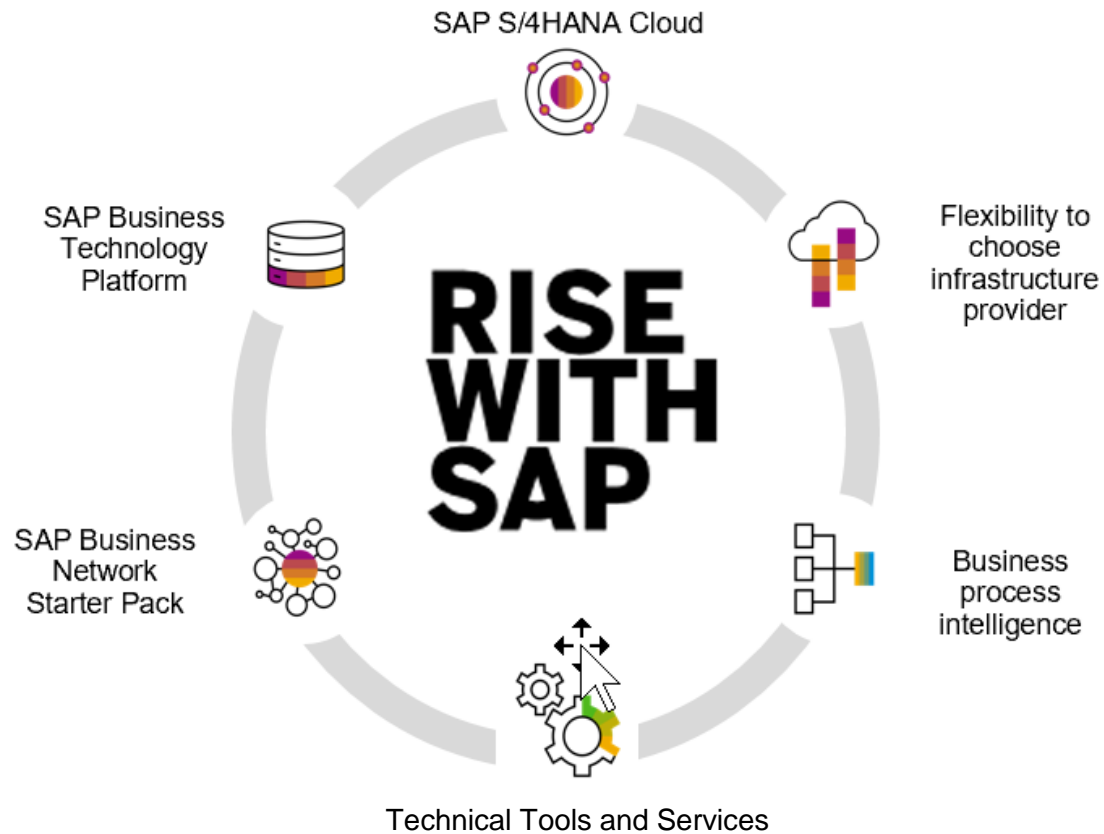 SAP S/4HANA Cloud
SAP Business
Technology
Platform
Flexibility to
choose
infrastructure
provider
RISE
WITH
SAP
SAP Business
Network
Starter Pack
Business
process
intelligence
Technical Tools and Services